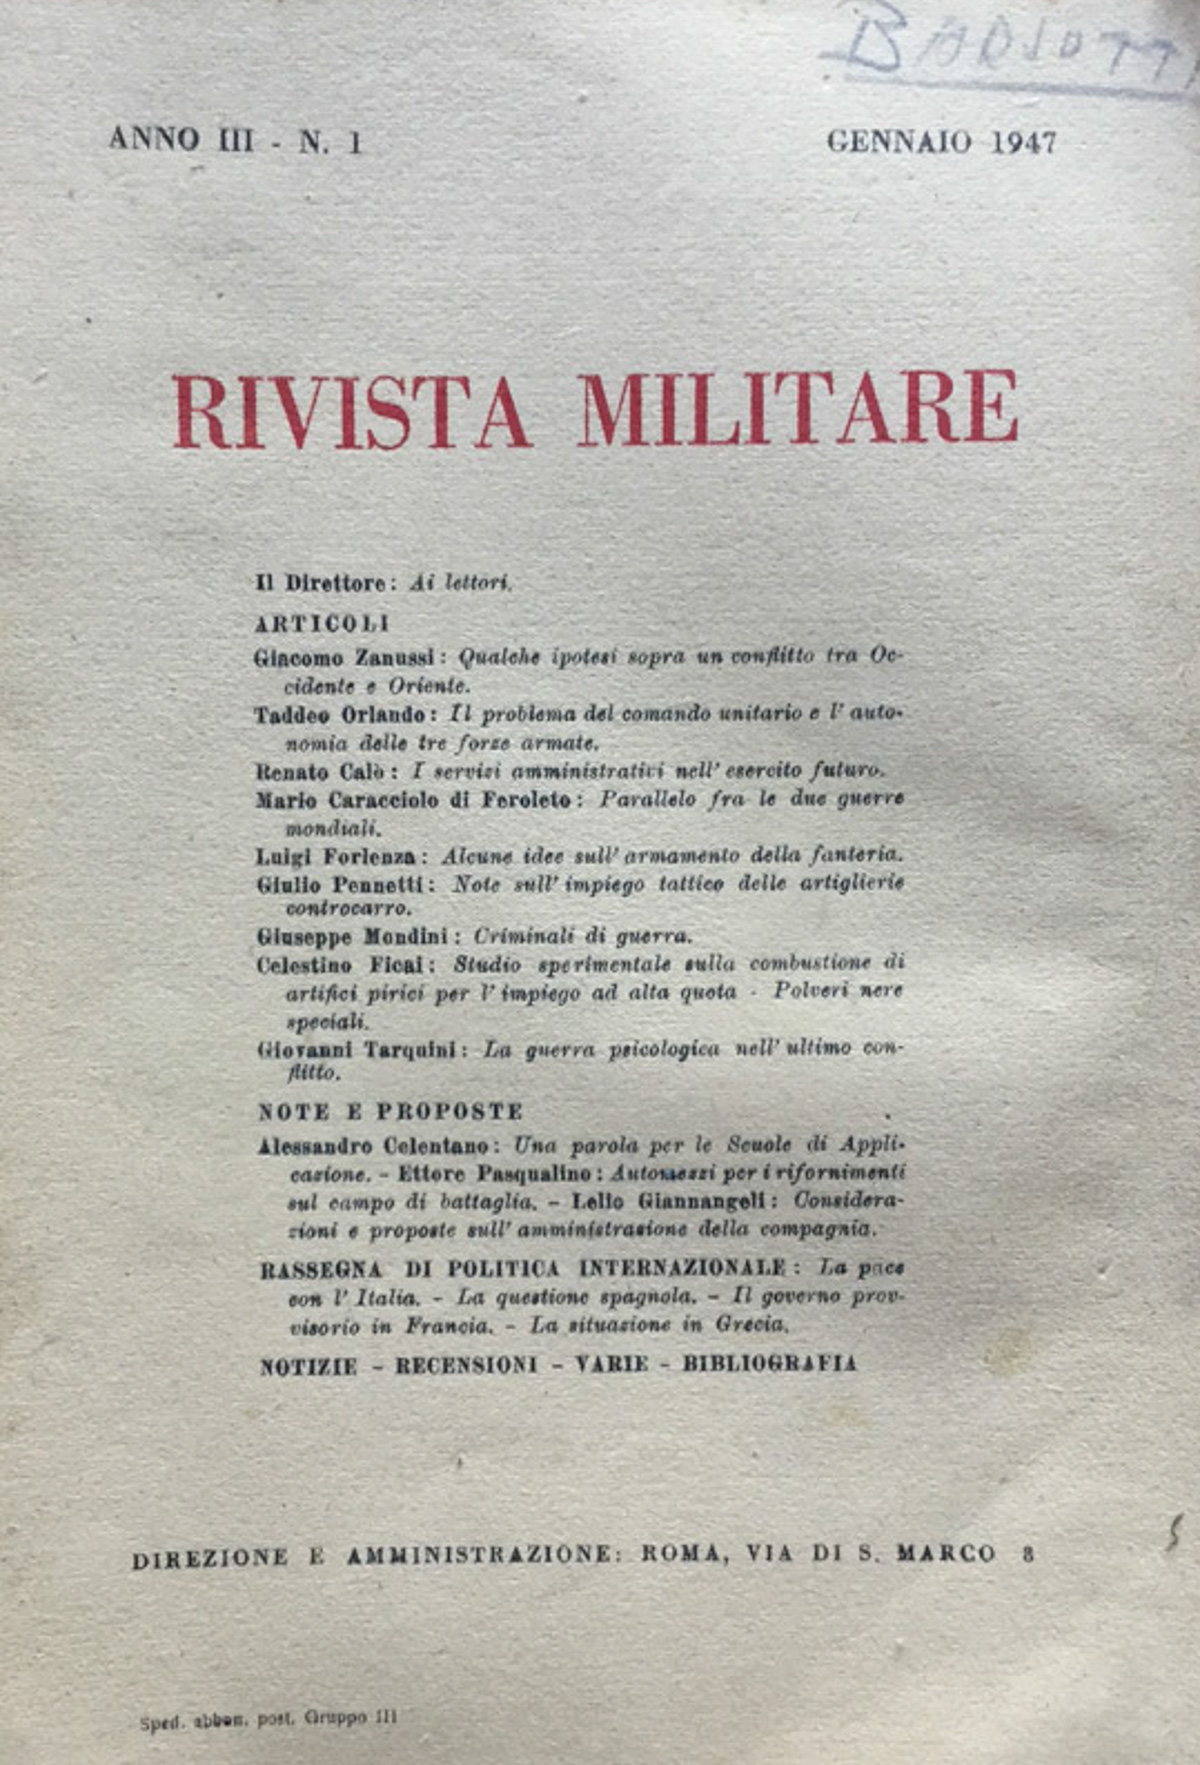 BADIOTTI
ANNO III - N. 1 GENNAIO 1947
RIVISTA MILITARE
Il Direttore: Ai lettori.
ARTICOLI
Giacomo Zanussi: Qualche ipotesi sopra un conflitto tra Oc-
cidente e Oriente.
Taddeo Orlando: Il problema del comando unitario e l' auto-
nomia delle tre forze armate.
Renato Calò: I servizi amministrativi nell' esercito futuro.
Mario Caracciolo di Feroleto: Parallelo fra le due guerre
mondiali.
Luigi Forlenza: Alcune idee sull' armamento della fanteria.
Giulio Pennetti: Note sull' impiego tattico delle artiglierie
controcarro.
Giuseppe Mondini: Criminali di guerra.
Celestino Ficai: Studio sperimentale sulla combustione di
artifici pirici per l' impiego ad alta quota - Polveri nere
speciali.
Giovanni Tarquini: La guerra psicologica nell' ultimo con-
flitto.
NOTE E PROPOSTE
Alessandro Celentano: Una parola per le Scuole di Appli-
cazione. - Ettore Pasqualino: Automezzi per i rifornimenti
sul campo di battaglia. - Lello Giannangeli: Considera-
zioni e proposte sull' amministrazione della compagnia.
RASSEGNA DI POLITICA INTERNAZIONALE: La pace
con l' Italia. - La questione spagnola. - Il governo prov-
visorio in Francia. - La situazione in Grecia.
NOTIZIE - RECENSIONI - VARIE - BIBLIOGRAFIA
DIREZIONE E AMMINISTRAZIONE: ROMA, VIA DI S. MARCO 8
Sped. abbon. post. Gruppo III